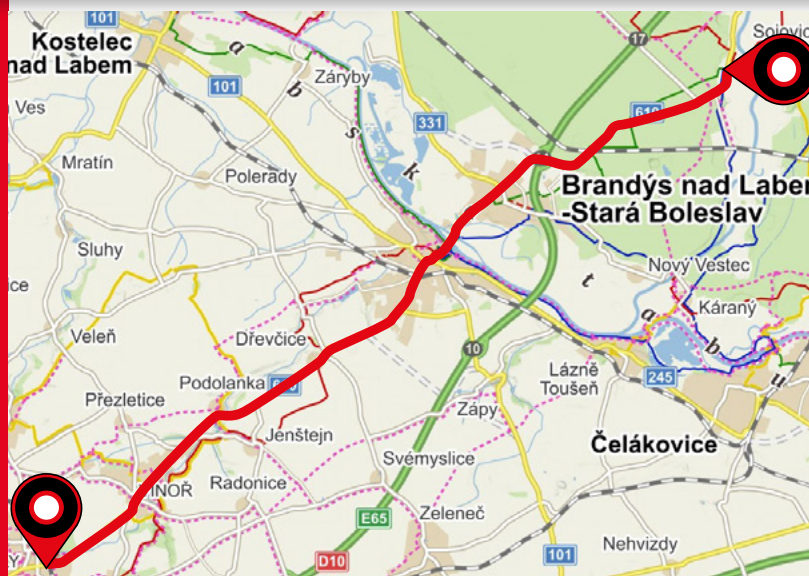 101
Kostelec
nad Labem
101
Záryby
331
17
610
Ves
Mratín
Polerady
a
b
s
k
Brandýs nad Labem
-Stará Boleslav
Sluhy
t
a
b
u
Nový Vestec
Káraný
Veleň
Dřevčice
10
Lázně
Toušeň
245
Podolanka
Přezletice
Zápy
Jenštejn
Čelákovice
Svémyslice
INOŘ
Radonice
E65
Zeleneč
D10
101
Nehvizdy